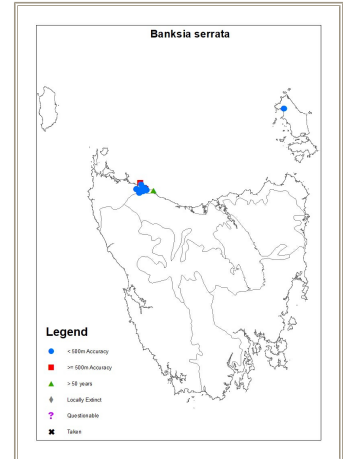 Banksia serrata
Legend
< 500m Accuracy
>= 500m Accuracy
> 50 years
Locally Extinct
Questionable
Taken